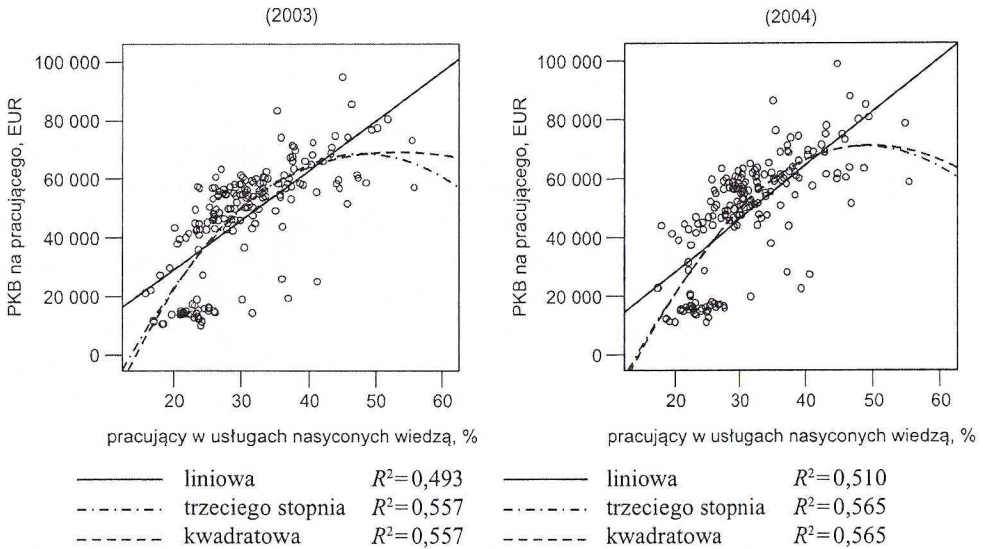 (2003)
PKB na pracującego, EUR
100 000
80 000
60 000
40 000
20 000
0
20 30 40 50 60
pracujący w usługach nasyconych wiedzą, %
liniowa R²=0,493
trzeciego stopnia R²=0,557
kwadratowa R²=0,557
(2004)
PKB na pracującego, EUR
100 000
80 000
60 000
40 000
20 000
0
20 30 40 50 60
pracujący w usługach nasyconych wiedzą, %
liniowa R²=0,510
trzeciego stopnia R²=0,565
kwadratowa R²=0,565